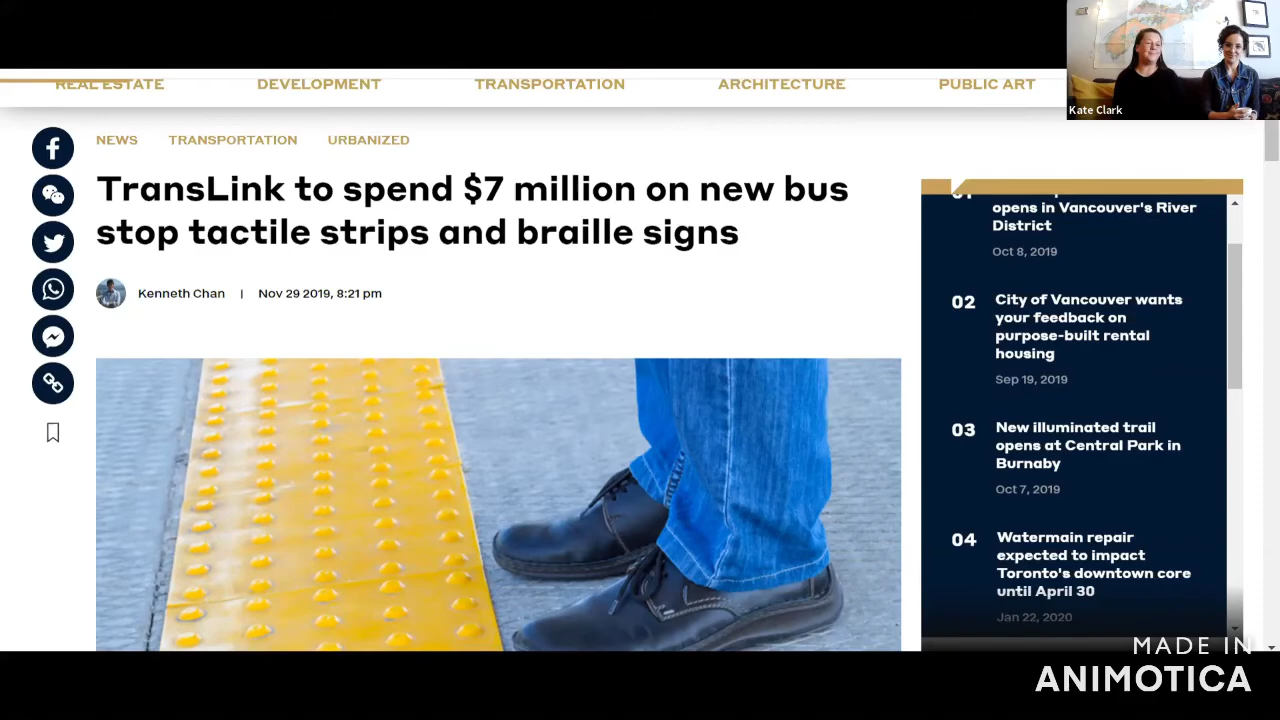 REAL ESTATE
DEVELOPMENT
TRANSPORTATION
ARCHITECTURE
PUBLIC ART
Kate Clark
NEWS
TRANSPORTATION
URBANIZED
TransLink to spend $7 million on new bus
stop tactile strips and braille signs
Kenneth Chan | Nov 29 2019, 8:21 pm
opens in Vancouver's River
District
Oct 8, 2019
02 City of Vancouver wants
your feedback on
purpose-built rental
housing
Sep 19, 2019
03 New illuminated trail
opens at Central Park in
Burnaby
Oct 7, 2019
04 Watermain repair
expected to impact
Toronto's downtown core
until April 30
Jan 22, 2020
MADE IN
ANIMOTICA